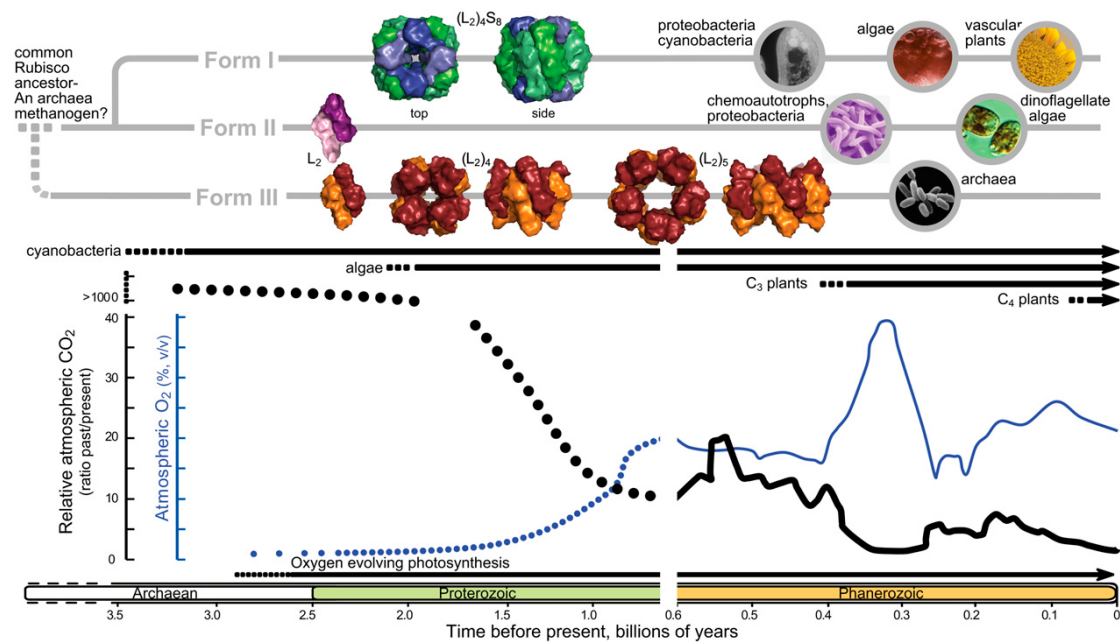 (L2)4S8
proteobacteria
cyanobacteria
algae
vascular
plants
common
Rubisco
ancestor-
An archaea
methanogen?
Form I
top
side
chemoautotrophs,
proteobacteria
dinoflagellate
algae
Form II
L2
(L2)4
(L2)5
archaea
Form III
cyanobacteria
algae
C3 plants
C4 plants
>1000
40
30
20
10
0
Relative atmospheric CO2
(ratio past/present)
Atmospheric O2 (%, v/v)
Oxygen evolving photosynthesis
Archaean
Proterozoic
Phanerozoic
3.5
3.0
2.5
2.0
1.5
1.0
0.6
0.5
0.4
0.3
0.2
0.1
0
Time before present, billions of years